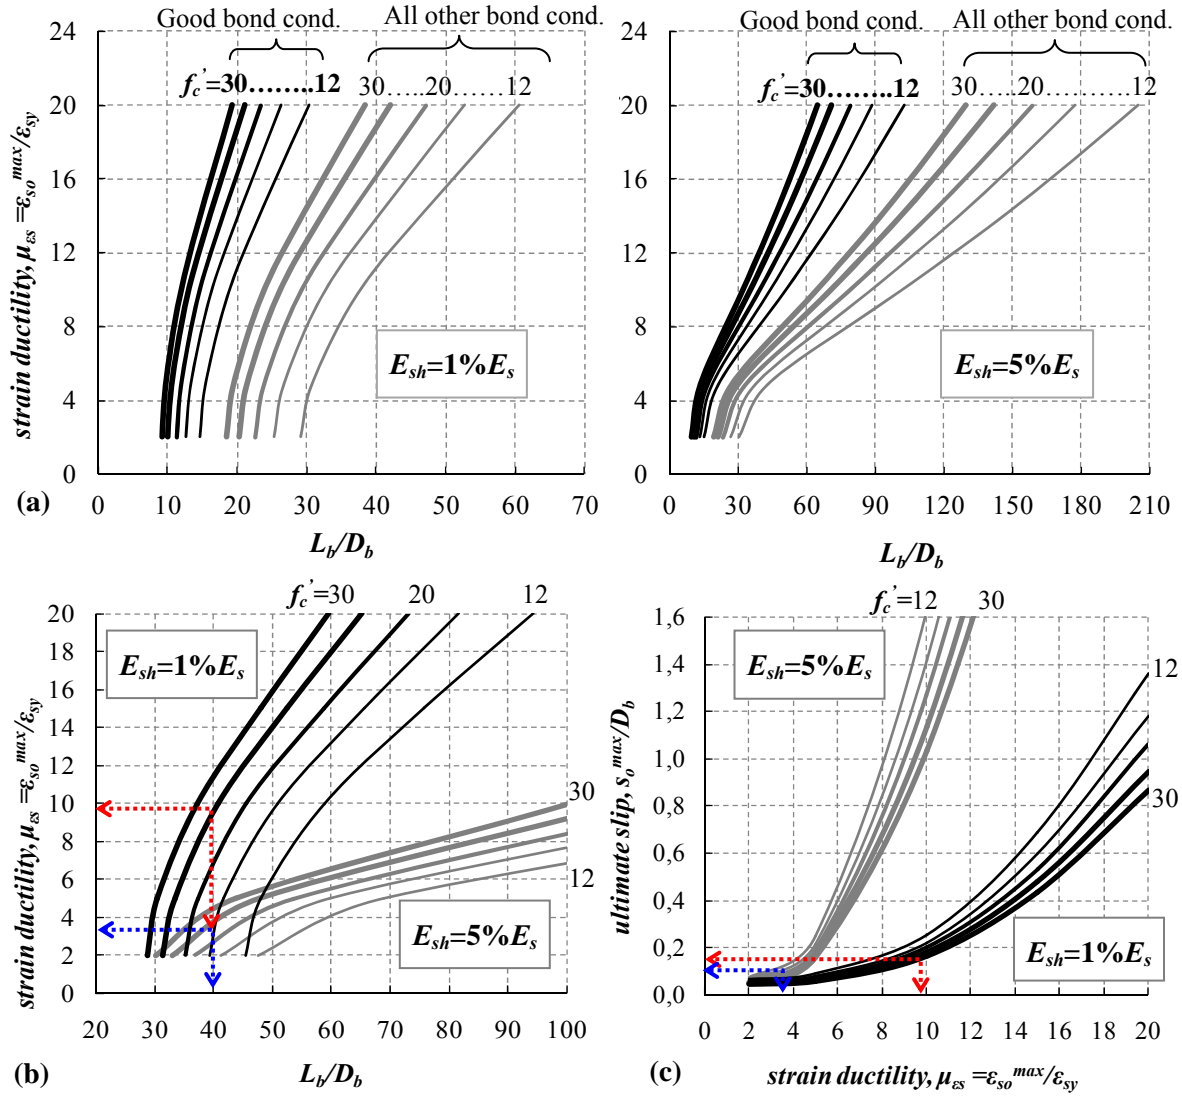 Good bond cond. All other bond cond.
24
f_c'=30........12 30.....20......12
20
16
12
8
4
0
strain ductility, μ_εs =ε_so^max/ε_sy
E_sh=1%E_s
0 10 20 30 40 50 60 70
(a)
L_b/D_b
Good bond cond. All other bond cond.
24
f_c'=30........12 30.....20..........12
20
16
12
8
4
0
E_sh=5%E_s
0 30 60 90 120 150 180 210
L_b/D_b
f_c'=30 20 12
20
18
16
14
12
10
8
6
4
2
0
strain ductility, μ_εs =ε_so^max/ε_sy
E_sh=1%E_s
30
12
E_sh=5%E_s
20 30 40 50 60 70 80 90 100
(b)
L_b/D_b
f_c'=12 30
1,6
1,4
1,2
1,0
0,8
0,6
0,4
0,2
0,0
ultimate slip, s_o^max/D_b
E_sh=5%E_s
12
30
E_sh=1%E_s
0 2 4 6 8 10 12 14 16 18 20
(c)
strain ductility, μ_εs =ε_so^max/ε_sy